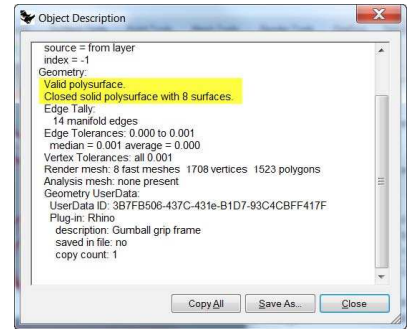 Object Description
source = from layer
index = -1
Geometry:
Valid polysurface.
Closed solid polysurface with 8 surfaces.
Edge Tally:
14 manifold edges
Edge Tolerances: 0.000 to 0.001
median = 0.001 average = 0.000
Vertex Tolerances: all 0.001
Render mesh: 8 fast meshes 1708 vertices 1523 polygons
Analysis mesh: none present
Geometry UserData:
UserData ID: 3B7FB506-437C-431e-B1D7-93C4CBFF417F
Plug-in: Rhino
description: Gumball grip frame
saved in file: no
copy count: 1
Copy All Save As... Close